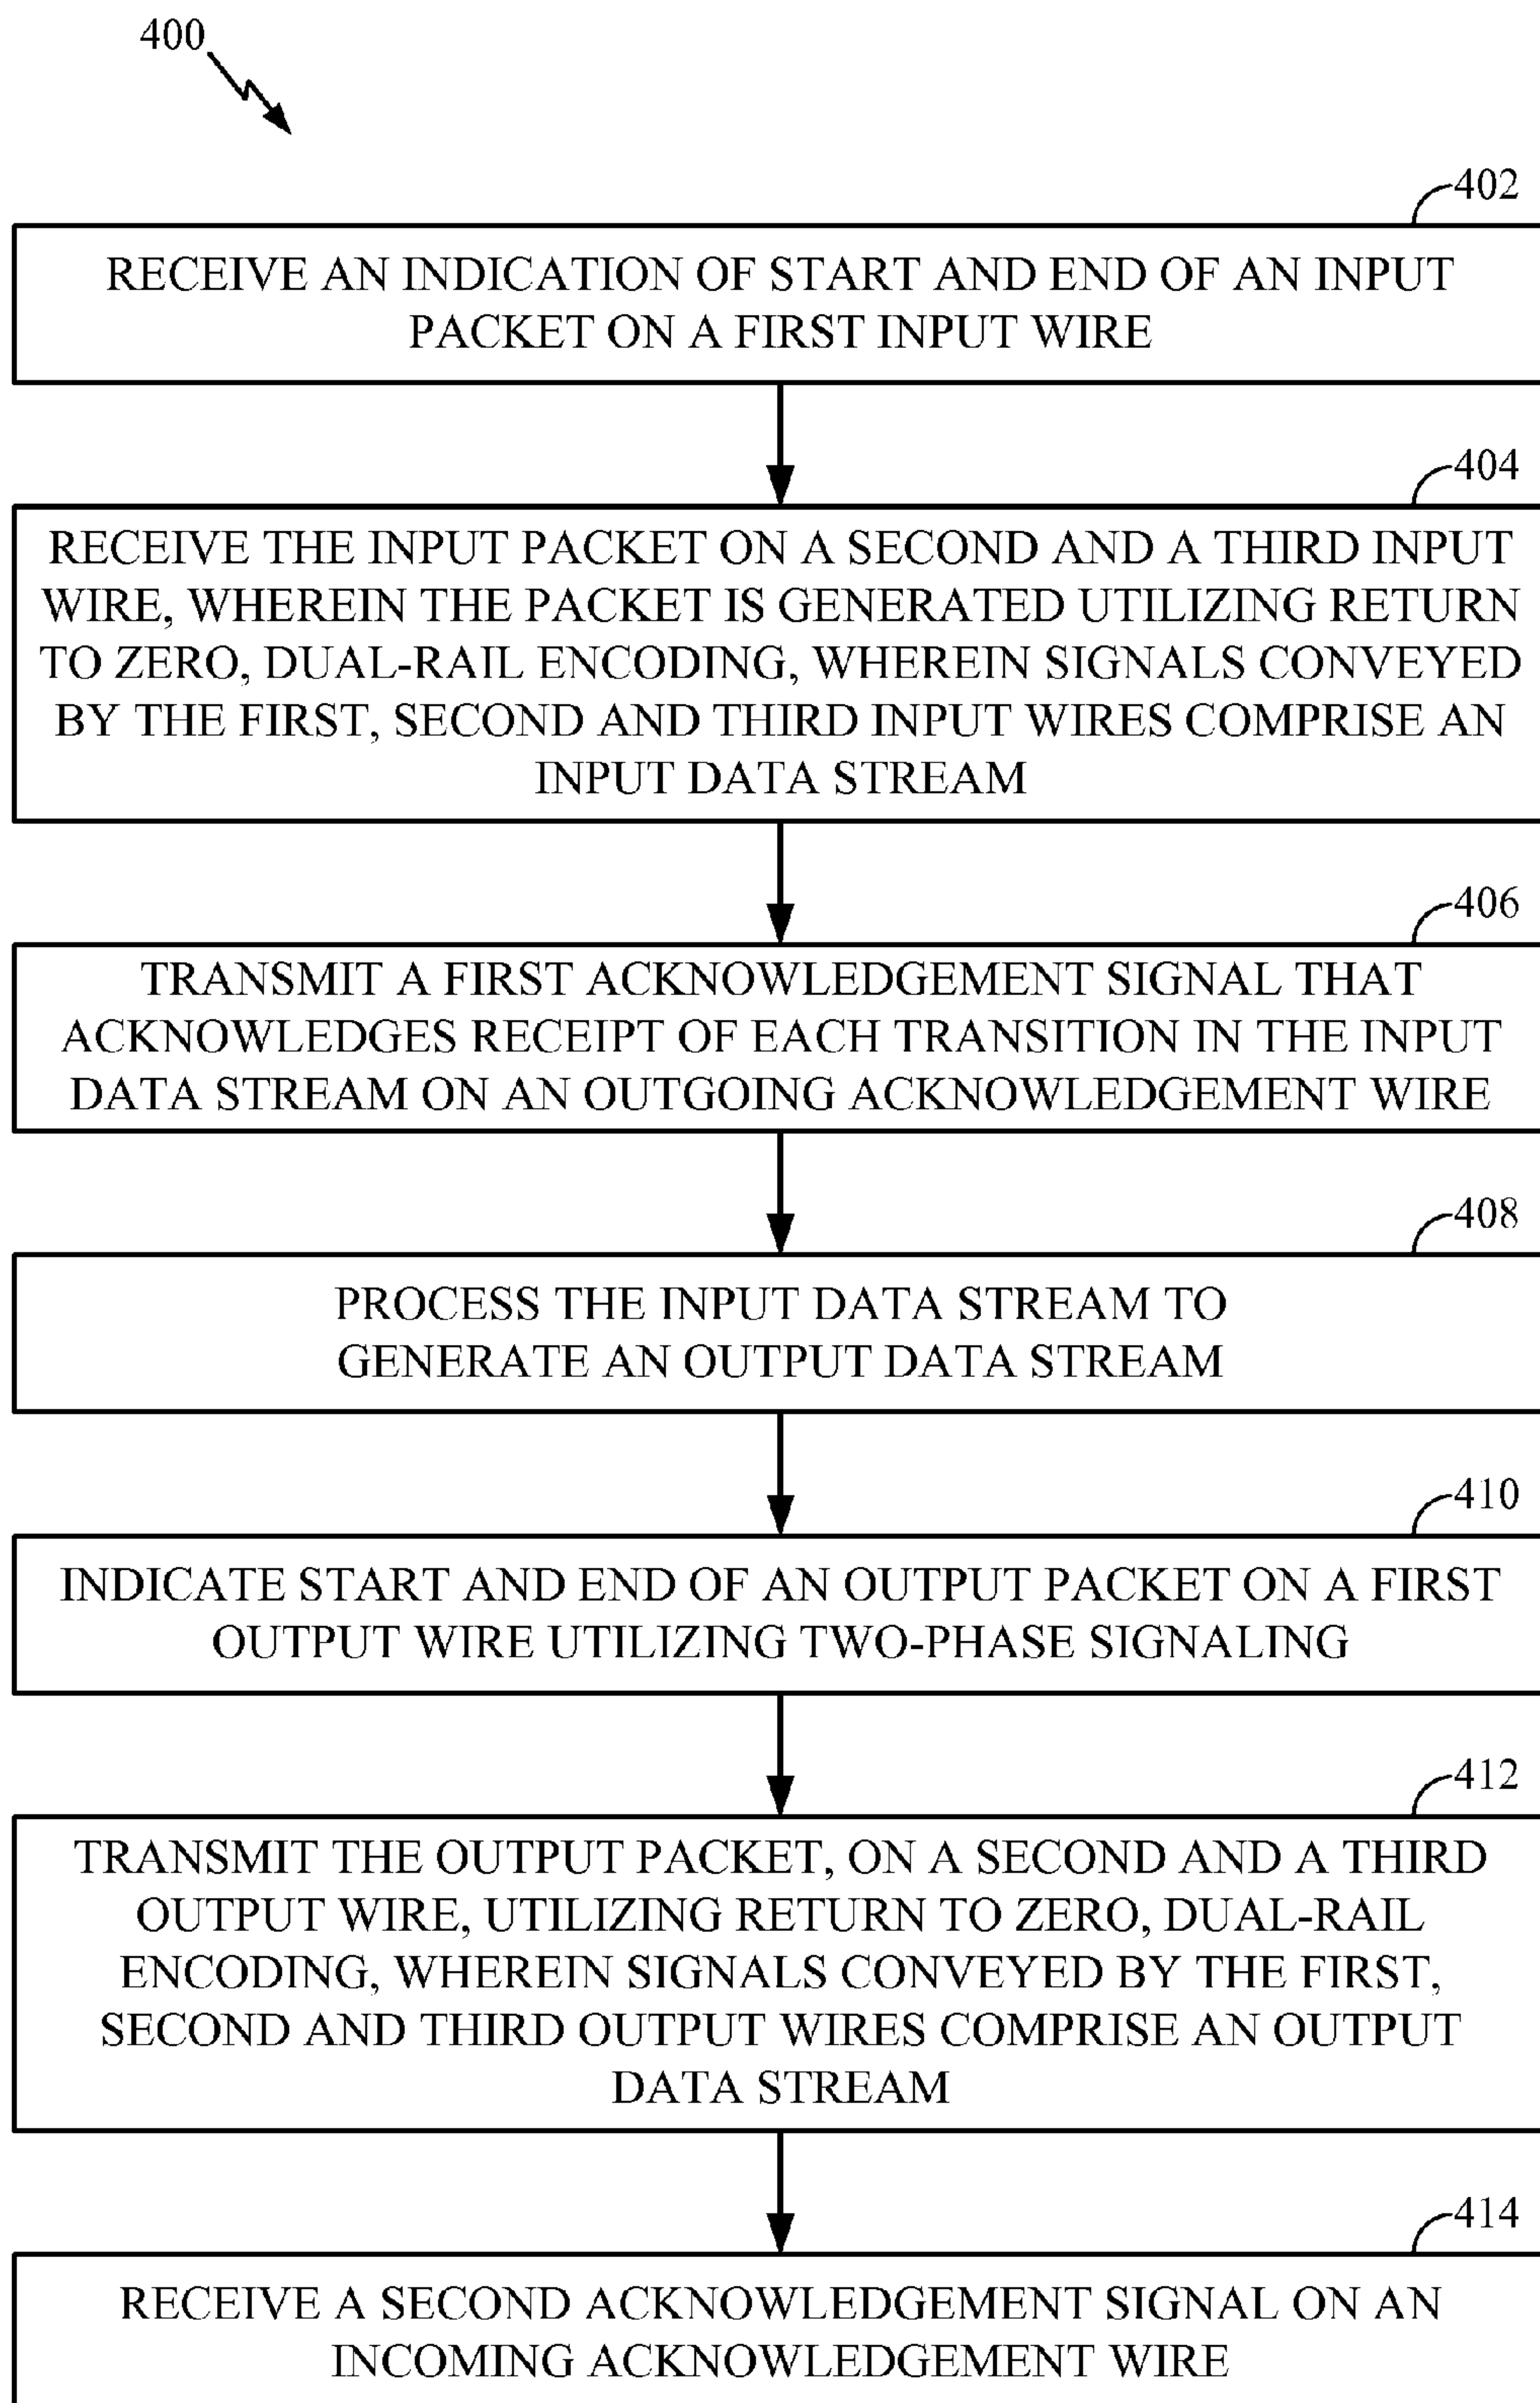 400
402
RECEIVE AN INDICATION OF START AND END OF AN INPUT
PACKET ON A FIRST INPUT WIRE
404
RECEIVE THE INPUT PACKET ON A SECOND AND A THIRD INPUT
WIRE, WHEREIN THE PACKET IS GENERATED UTILIZING RETURN
TO ZERO, DUAL-RAIL ENCODING, WHEREIN SIGNALS CONVEYED
BY THE FIRST, SECOND AND THIRD INPUT WIRES COMPRISE AN
INPUT DATA STREAM
406
TRANSMIT A FIRST ACKNOWLEDGEMENT SIGNAL THAT
ACKNOWLEDGES RECEIPT OF EACH TRANSITION IN THE INPUT
DATA STREAM ON AN OUTGOING ACKNOWLEDGEMENT WIRE
408
PROCESS THE INPUT DATA STREAM TO
GENERATE AN OUTPUT DATA STREAM
410
INDICATE START AND END OF AN OUTPUT PACKET ON A FIRST
OUTPUT WIRE UTILIZING TWO-PHASE SIGNALING
412
TRANSMIT THE OUTPUT PACKET, ON A SECOND AND A THIRD
OUTPUT WIRE, UTILIZING RETURN TO ZERO, DUAL-RAIL
ENCODING, WHEREIN SIGNALS CONVEYED BY THE FIRST,
SECOND AND THIRD OUTPUT WIRES COMPRISE AN OUTPUT
DATA STREAM
414
RECEIVE A SECOND ACKNOWLEDGEMENT SIGNAL ON AN
INCOMING ACKNOWLEDGEMENT WIRE